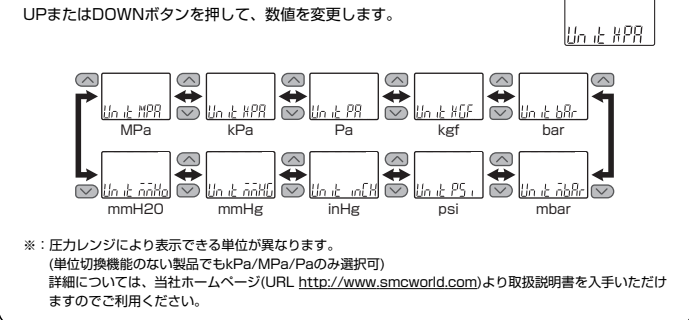 UPまたはDOWNボタンを押して、数値を変更します。
Unit KPA
Unit MPA Unit KPA Unit PA Unit KGF Unit bAr
MPa kPa Pa kgf bar
Unit mmHo Unit mmHG Unit inCH Unit PSi Unit mbAr
mmH20 mmHg inHg psi mbar
※：圧力レンジにより表示できる単位が異なります。
(単位切換機能のない製品でもkPa/MPa/Paのみ選択可)
詳細については、当社ホームページ(URL http://www.smcworld.com)より取扱説明書を入手いただけ
ますのでご利用ください。